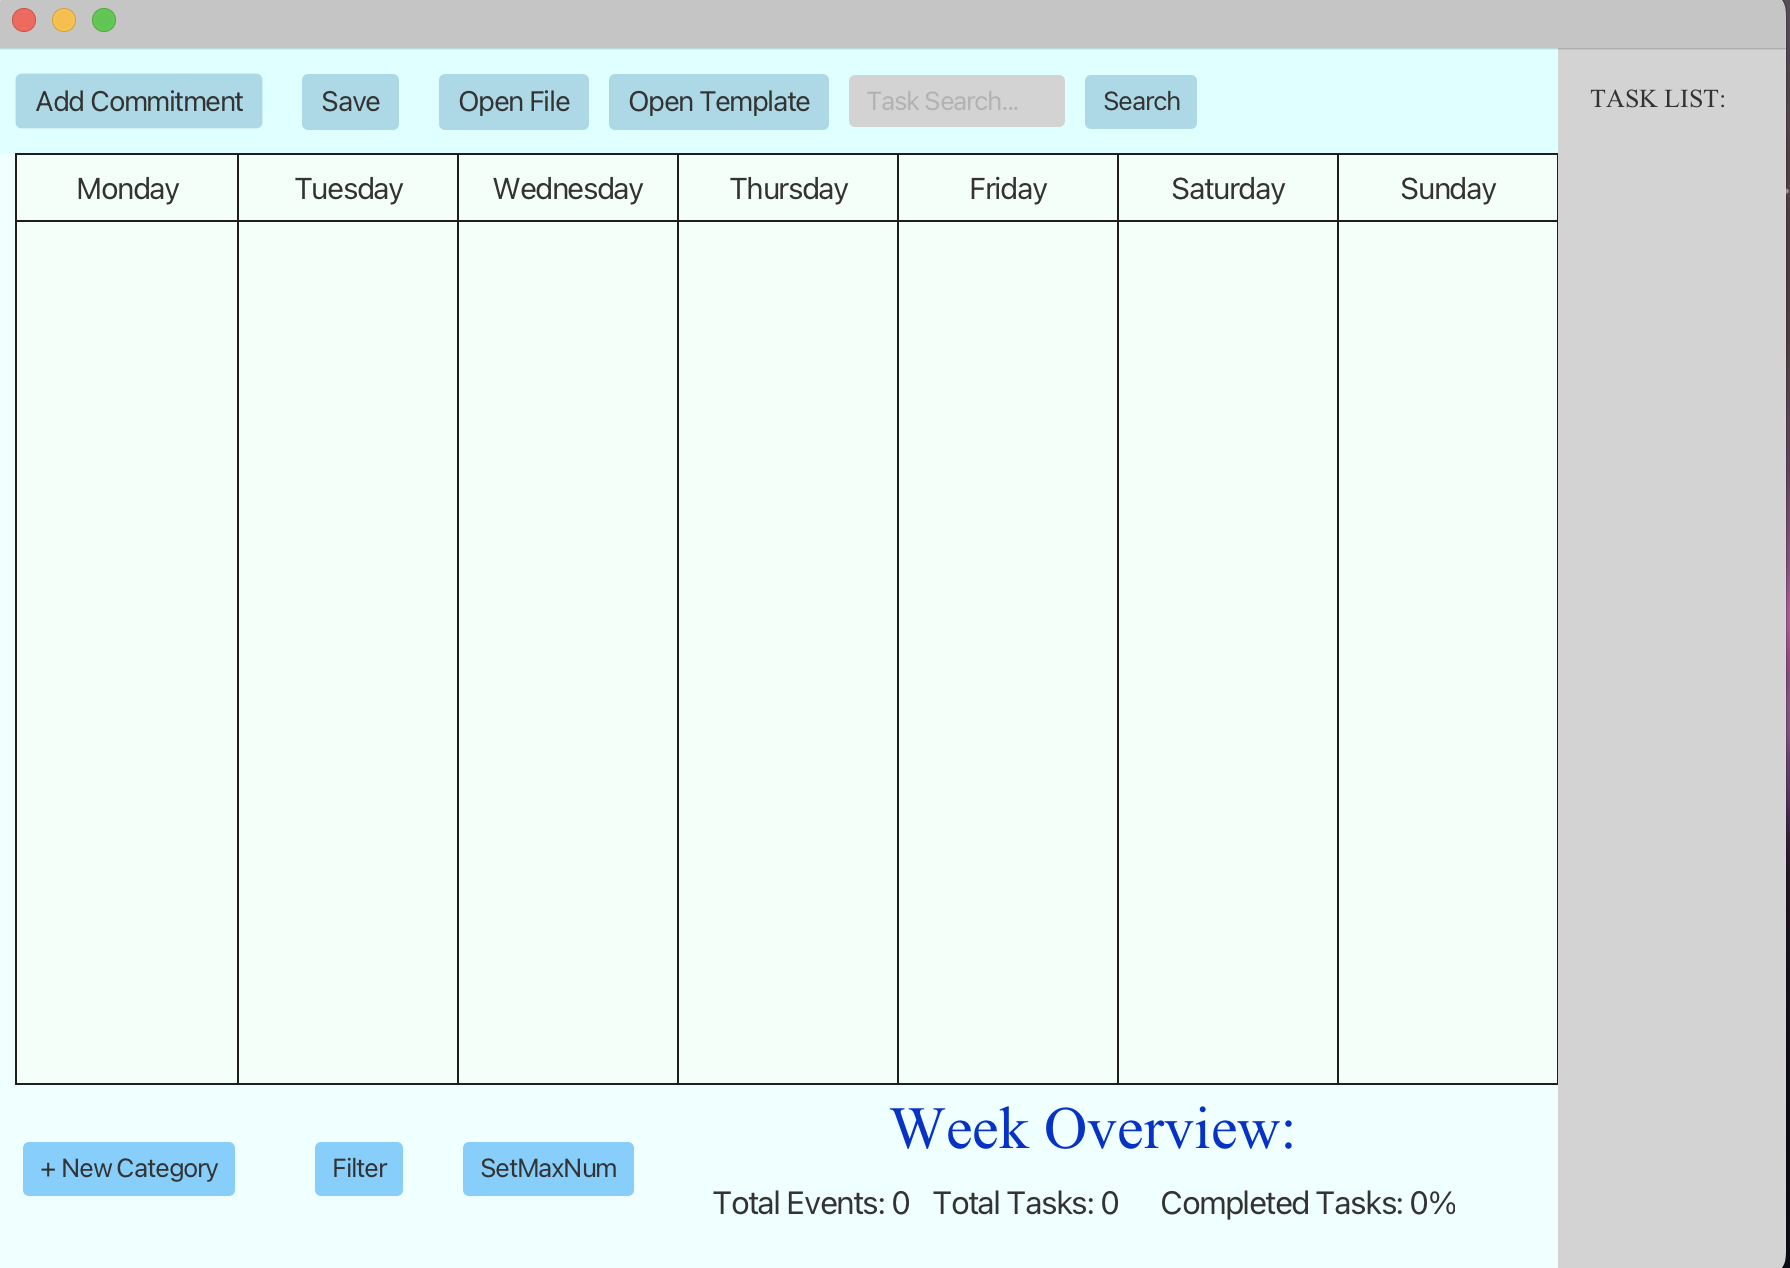 Add Commitment Save Open File Open Template Task Search... Search
TASK LIST:
Monday Tuesday Wednesday Thursday Friday Saturday Sunday
Week Overview:
+ New Category Filter SetMaxNum
Total Events: 0 Total Tasks: 0 Completed Tasks: 0%